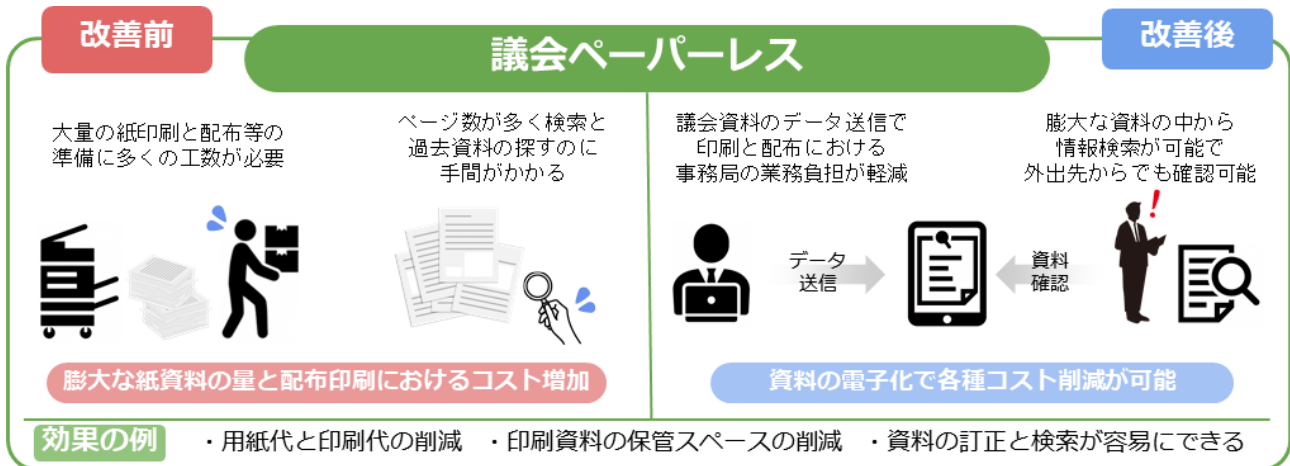 改善前
議会ペーパーレス
改善後
大量の紙印刷と配布等の
準備に多くの工数が必要
ページ数が多く検索と
過去資料の探すのに
手間がかかる
議会資料のデータ送信で
印刷と配布における
事務局の業務負担が軽減
膨大な資料の中から
情報検索が可能で
外出先からでも確認可能
データ
送信
資料
確認
膨大な紙資料の量と配布印刷におけるコスト増加
資料の電子化で各種コスト削減が可能
効果の例
・用紙代と印刷代の削減 ・印刷資料の保管スペースの削減 ・資料の訂正と検索が容易にできる